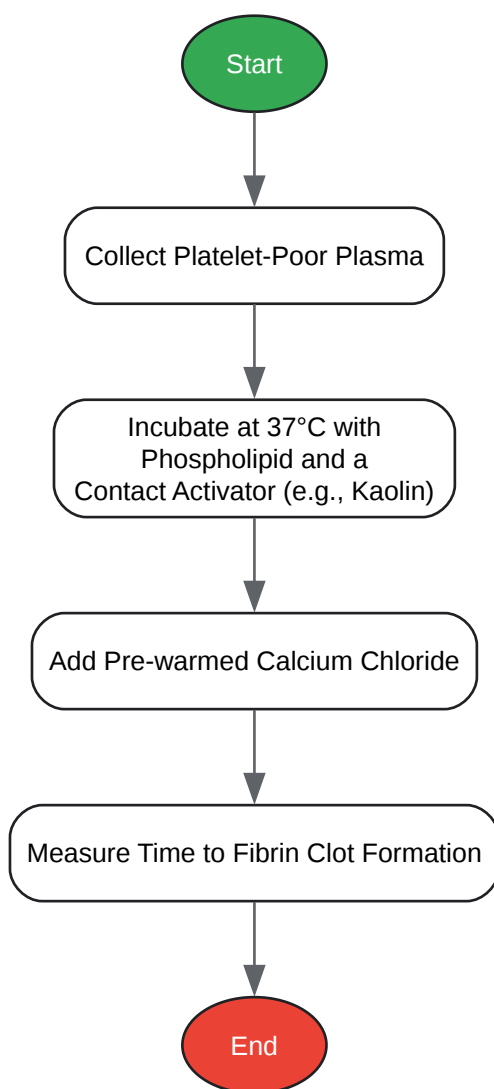 Start
Collect Platelet-Poor Plasma
Incubate at 37°C with
Phospholipid and a
Contact Activator (e.g., Kaolin)
Add Pre-warmed Calcium Chloride
Measure Time to Fibrin Clot Formation
End